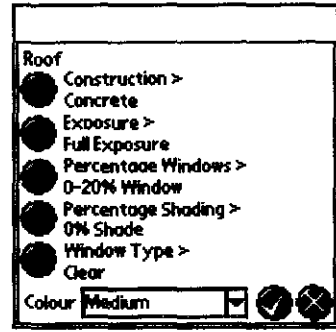 Roof
Construction >
Concrete
Exposure >
Full Exposure
Percentage Windows >
0-20% Window
Percentage Shading >
0% Shade
Window Type >
Clear
Colour Medium